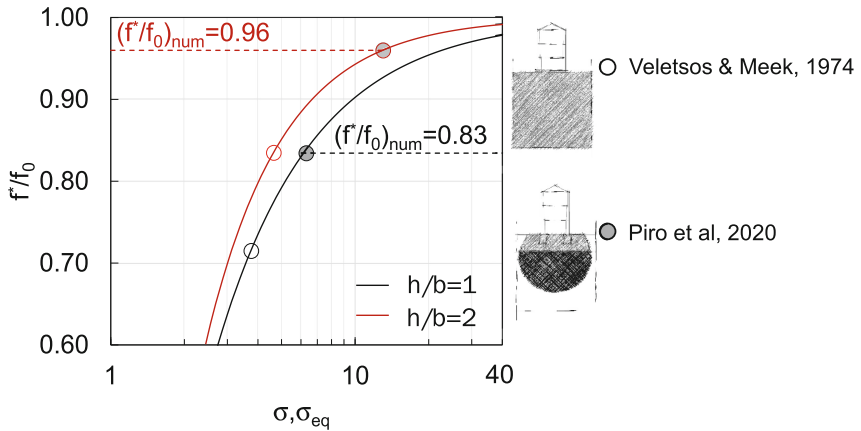 (f*/f0)num=0.96
(f*/f0)num=0.83
h/b=1
h/b=2
f*/f0
1.00
0.90
0.80
0.70
0.60
1
10
40
σ,σeq
Veletsos & Meek, 1974
Piro et al, 2020